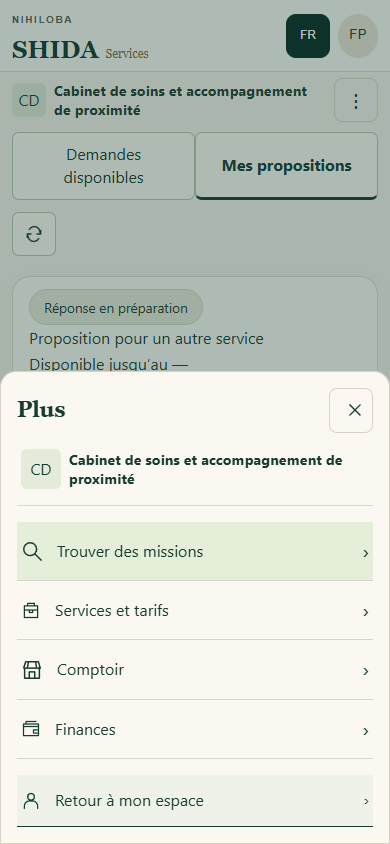 NIHILOBA
SHIDA Services
FR
FP
CD
Cabinet de soins et accompagnement
de proximité
Demandes
disponibles
Mes propositions
Réponse en préparation
Proposition pour un autre service
Disponible jusqu'au —
Plus
CD
Cabinet de soins et accompagnement de
proximité
Trouver des missions
Services et tarifs
Comptoir
Finances
Retour à mon espace